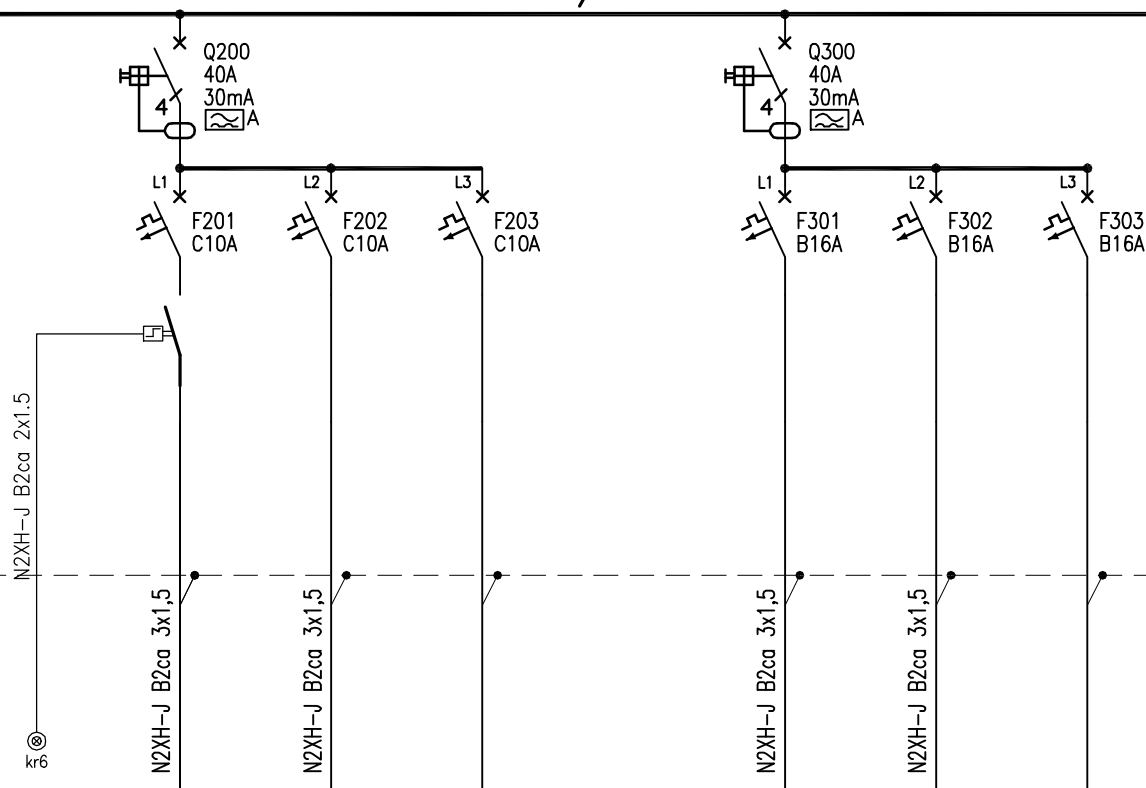 Q200
40A
30mA
4
A
L1
L2
L3
F201
C10A
F202
C10A
F203
C10A
Q300
40A
30mA
4
A
L1
L2
L3
F301
B16A
F302
B16A
F303
B16A
N2XH-J B2ca 2x1.5
N2XH-J B2ca 3x1,5
N2XH-J B2ca 3x1,5
N2XH-J B2ca 3x1,5
N2XH-J B2ca 3x1,5
kr6